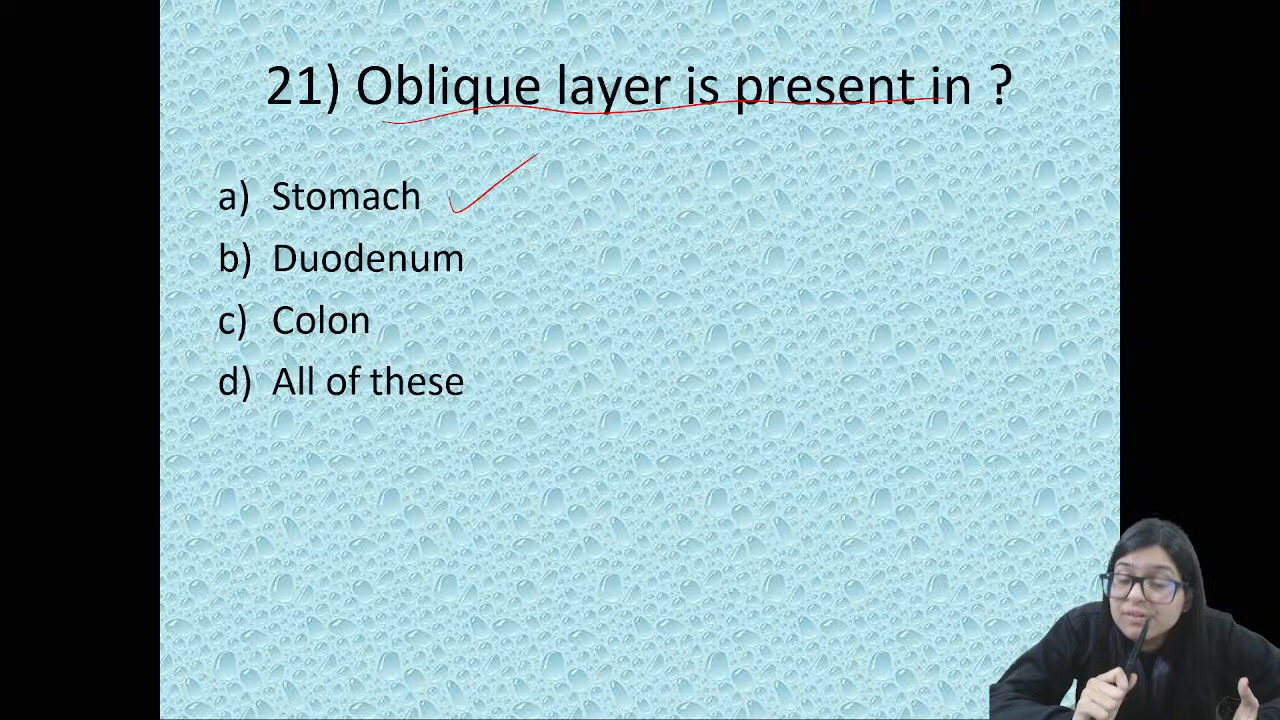 21) Oblique layer is present in ?
a) Stomach
b) Duodenum
c) Colon
d) All of these